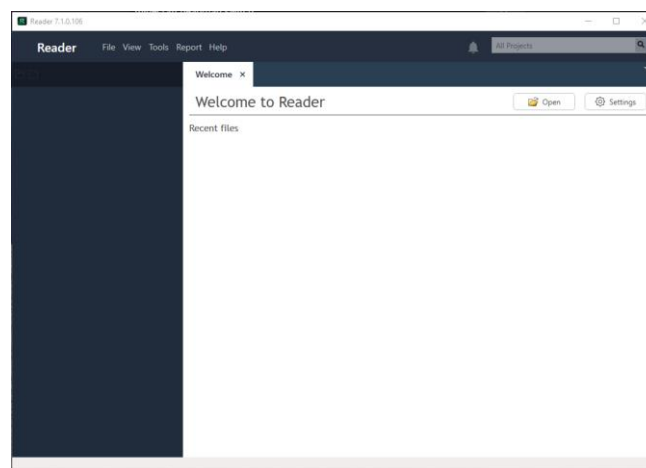 Reader 7.1.0.106
Reader File View Tools Report Help All Projects
Welcome ×
Welcome to Reader Open Settings
Recent files